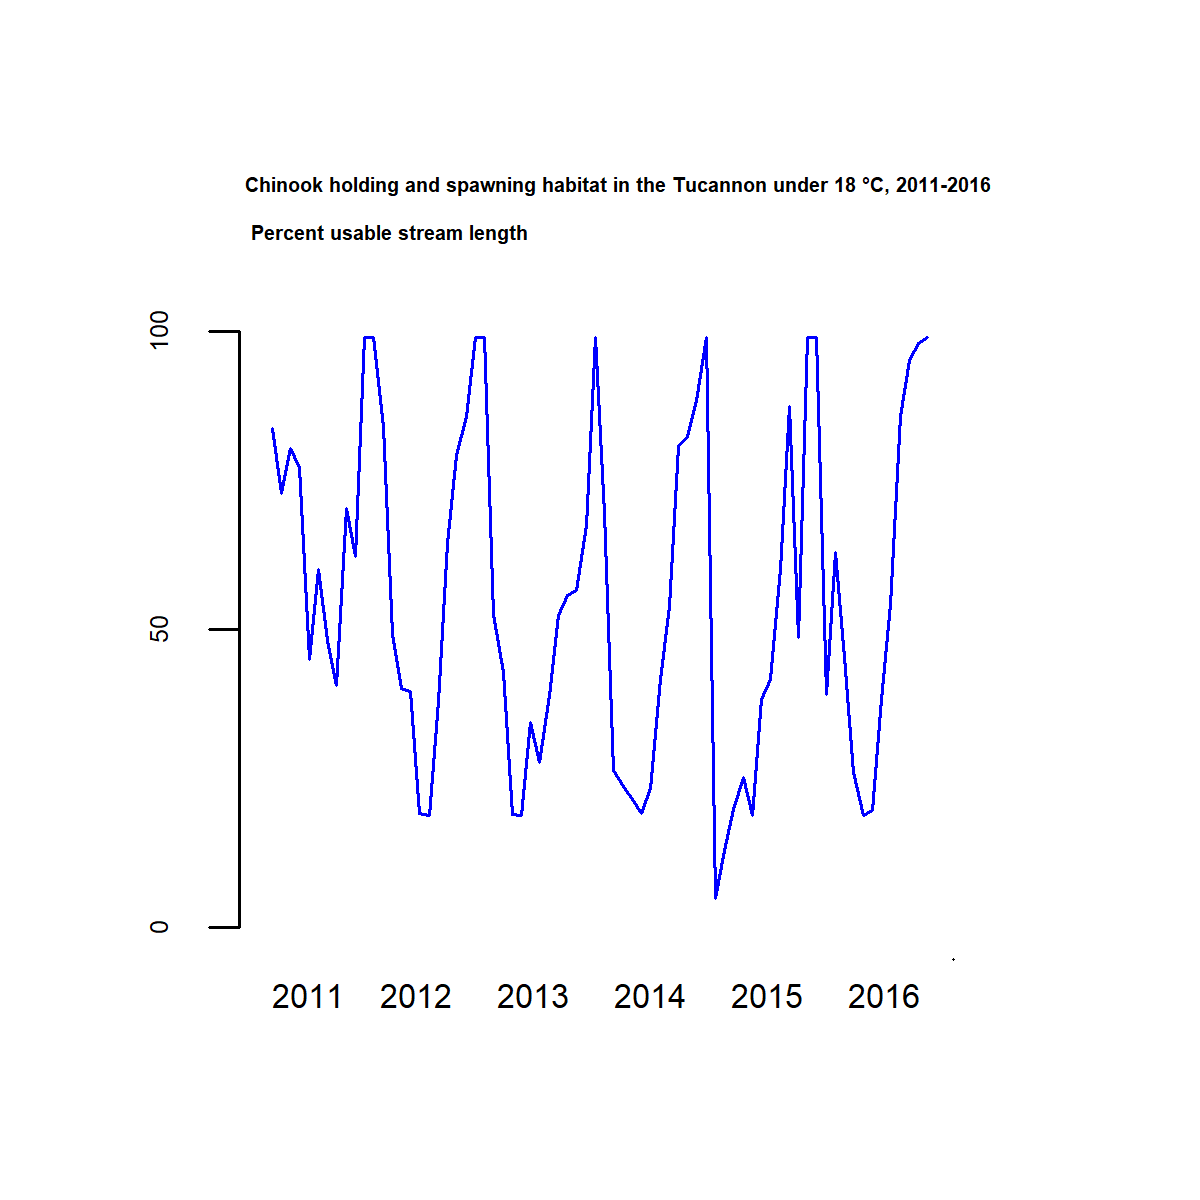 Chinook holding and spawning habitat in the Tucannon under 18 °C, 2011-2016
Percent usable stream length
100
50
0
2011 2012 2013 2014 2015 2016